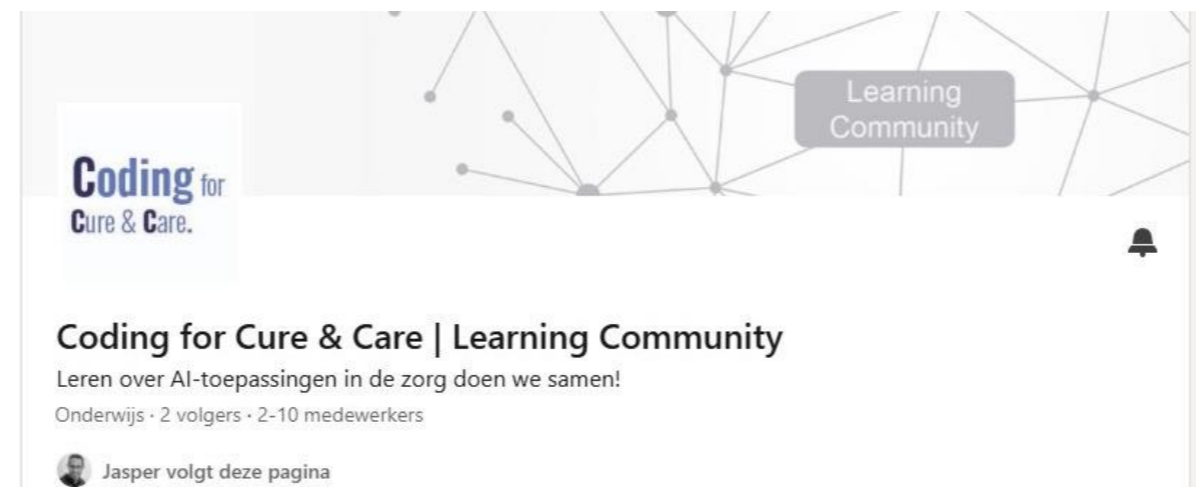 Learning
Community
Coding for
Cure & Care.
Coding for Cure & Care | Learning Community
Leren over AI-toepassingen in de zorg doen we samen!
Onderwijs · 2 volgers · 2-10 medewerkers
Jasper volgt deze pagina